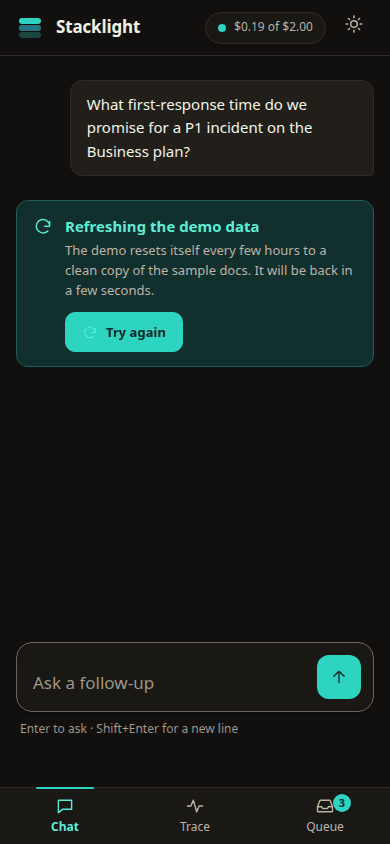 Stacklight
$0.19 of $2.00
What first-response time do we
promise for a P1 incident on the
Business plan?
Refreshing the demo data
The demo resets itself every few hours to a
clean copy of the sample docs. It will be back in
a few seconds.
Try again
Ask a follow-up
Enter to ask · Shift+Enter for a new line
3
Chat
Trace
Queue